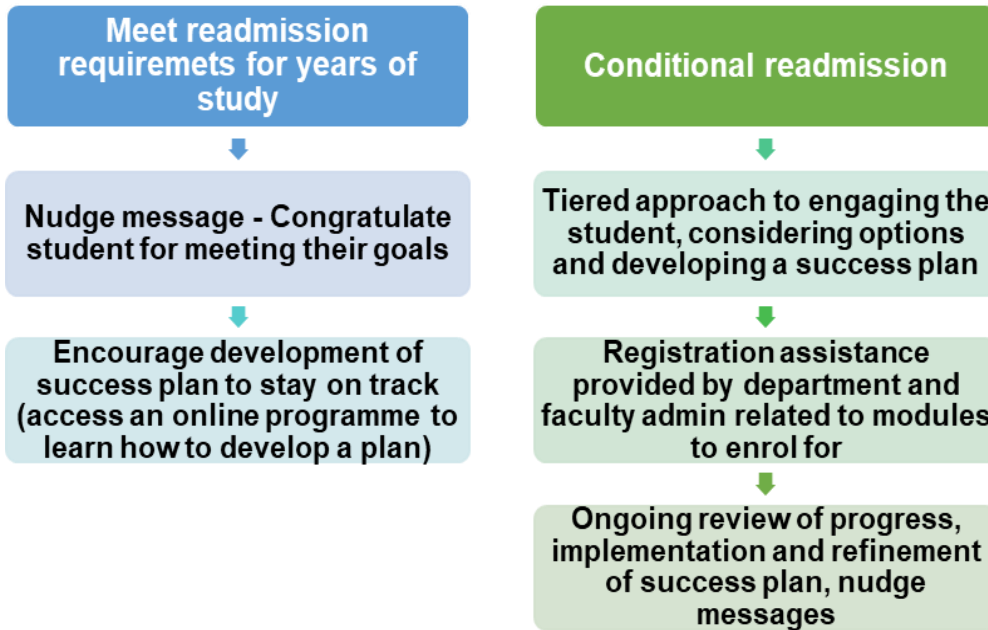 Meet readmission
requiremets for years of
study
Nudge message - Congratulate
student for meeting their goals
Encourage development of
success plan to stay on track
(access an online programme to
learn how to develop a plan)
Conditional readmission
Tiered approach to engaging the
student, considering options
and developing a success plan
Registration assistance
provided by department and
faculty admin related to modules
to enrol for
Ongoing review of progress,
implementation and refinement
of success plan, nudge
messages